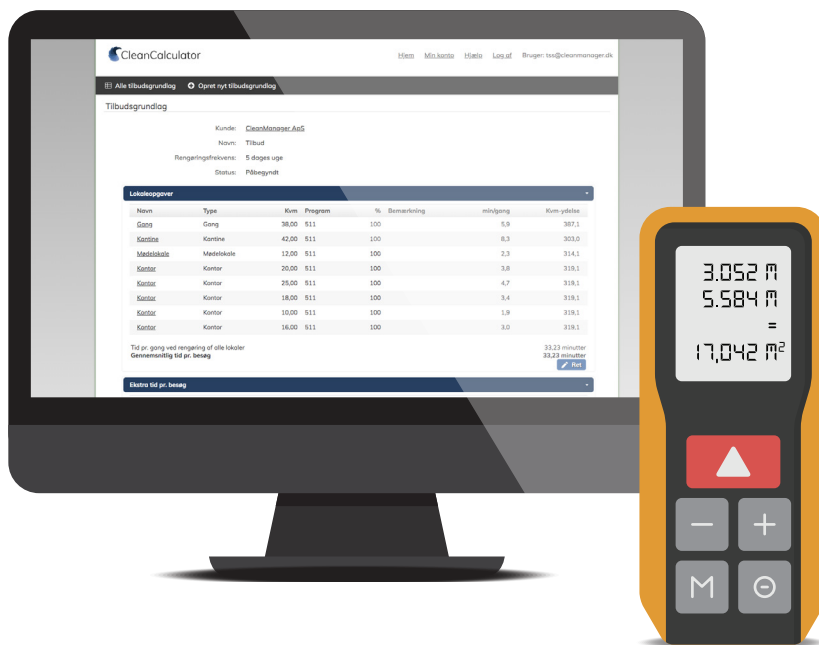 CleanCalculator
Hjem Min konto Hjælp Log af Bruger: tss@cleanmanager.dk
Alle tilbudsgrundlag Opret nyt tilbudsgrundlag
Tilbudsgrundlag
Kunde: CleanManager ApS
Navn: Tilbud
Rengøringsfrekvens: 5 dages uge
Status: Påbegyndt
Lokaleopgaver
Navn Type Kvm Program % Bemærkning min/gang Kvm-ydelse
Gang Gang 38,00 511 100 5,9 387,1
Kantine Kantine 42,00 511 100 8,3 303,0
Mødelokale Mødelokale 12,00 511 100 2,3 314,1
Kontor Kontor 20,00 511 100 3,8 319,1
Kontor Kontor 25,00 511 100 4,7 319,1
Kontor Kontor 18,00 511 100 3,4 319,1
Kontor Kontor 10,00 511 100 1,9 319,1
Kontor Kontor 16,00 511 100 3,0 319,1
Tid pr. gang ved rengøring af alle lokaler 33,23 minutter
Gennemsnitlig tid pr. besøg 33,23 minutter
Ret
Ekstra tid pr. besøg
3.052 m
5.584 m
=
17,042 m²
M